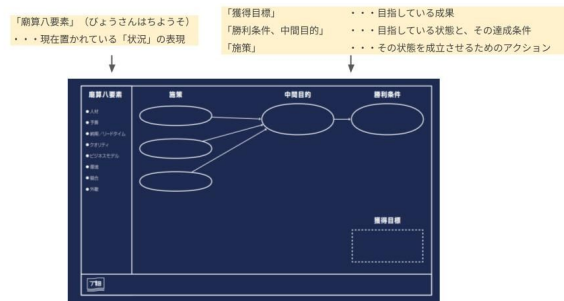 「廟算八要素」（びょうさんはちようそ）
・・・現在置かれている「状況」の表現
「獲得目標」　・・・目指している成果
「勝利条件、中間目的」　・・・目指している状態と、その達成条件
「施策」　・・・その状態を成立させるためのアクション
廟算八要素
施策
中間目的
勝利条件
●人材
●予算
●納期／リードタイム
●クオリティ
●ビジネスモデル
●環境
●競合
●外敵
獲得目標